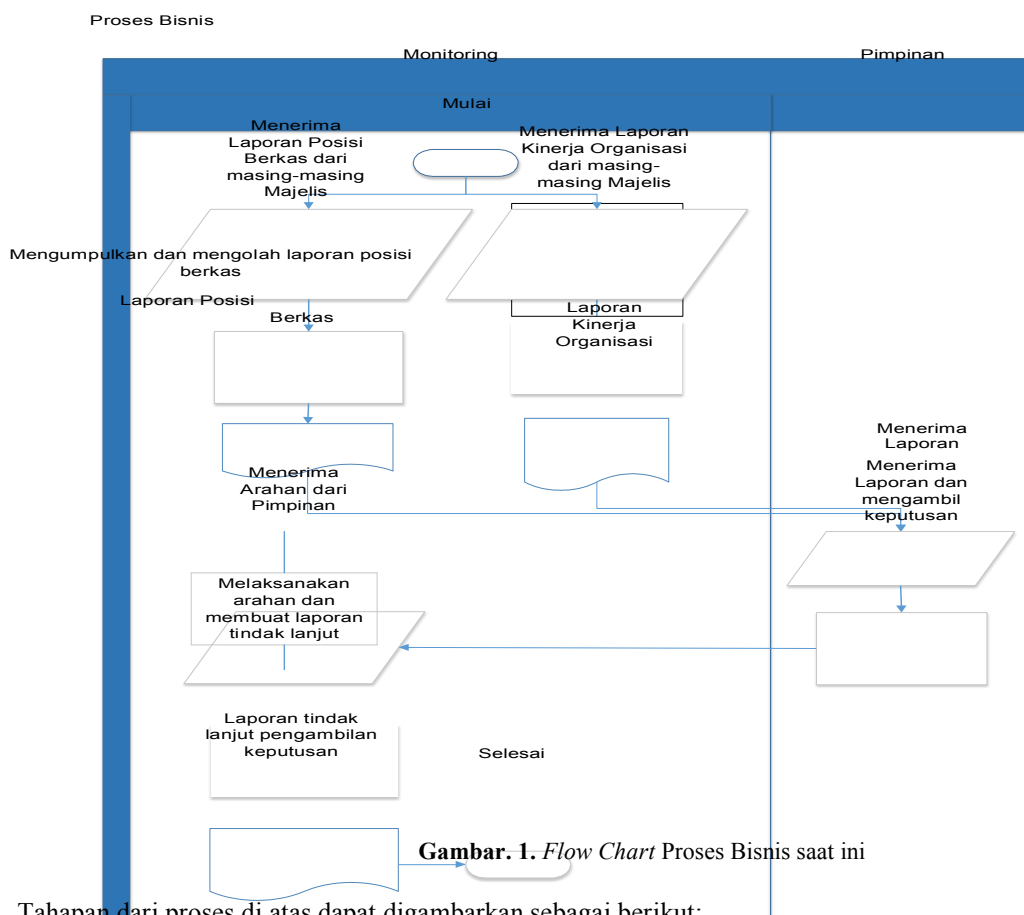 Proses Bisnis
Monitoring
Pimpinan
Mulai
Menerima
Laporan Posisi
Berkas dari
masing-masing
Majelis
Menerima Laporan
Kinerja Organisasi
dari masing-
masing Majelis
Mengumpulkan dan mengolah laporan posisi
berkas
Laporan Posisi
Berkas
Laporan
Kinerja
Organisasi
Menerima
Laporan
Menerima
Laporan dan
mengambil
keputusan
Menerima
Arahan dari
Pimpinan
Melaksanakan
arahan dan
membuat laporan
tindak lanjut
Laporan tindak
lanjut pengambilan
keputusan
Selesai
Gambar. 1. Flow Chart Proses Bisnis saat ini
Tahapan dari proses di atas dapat digambarkan sebagai berikut: